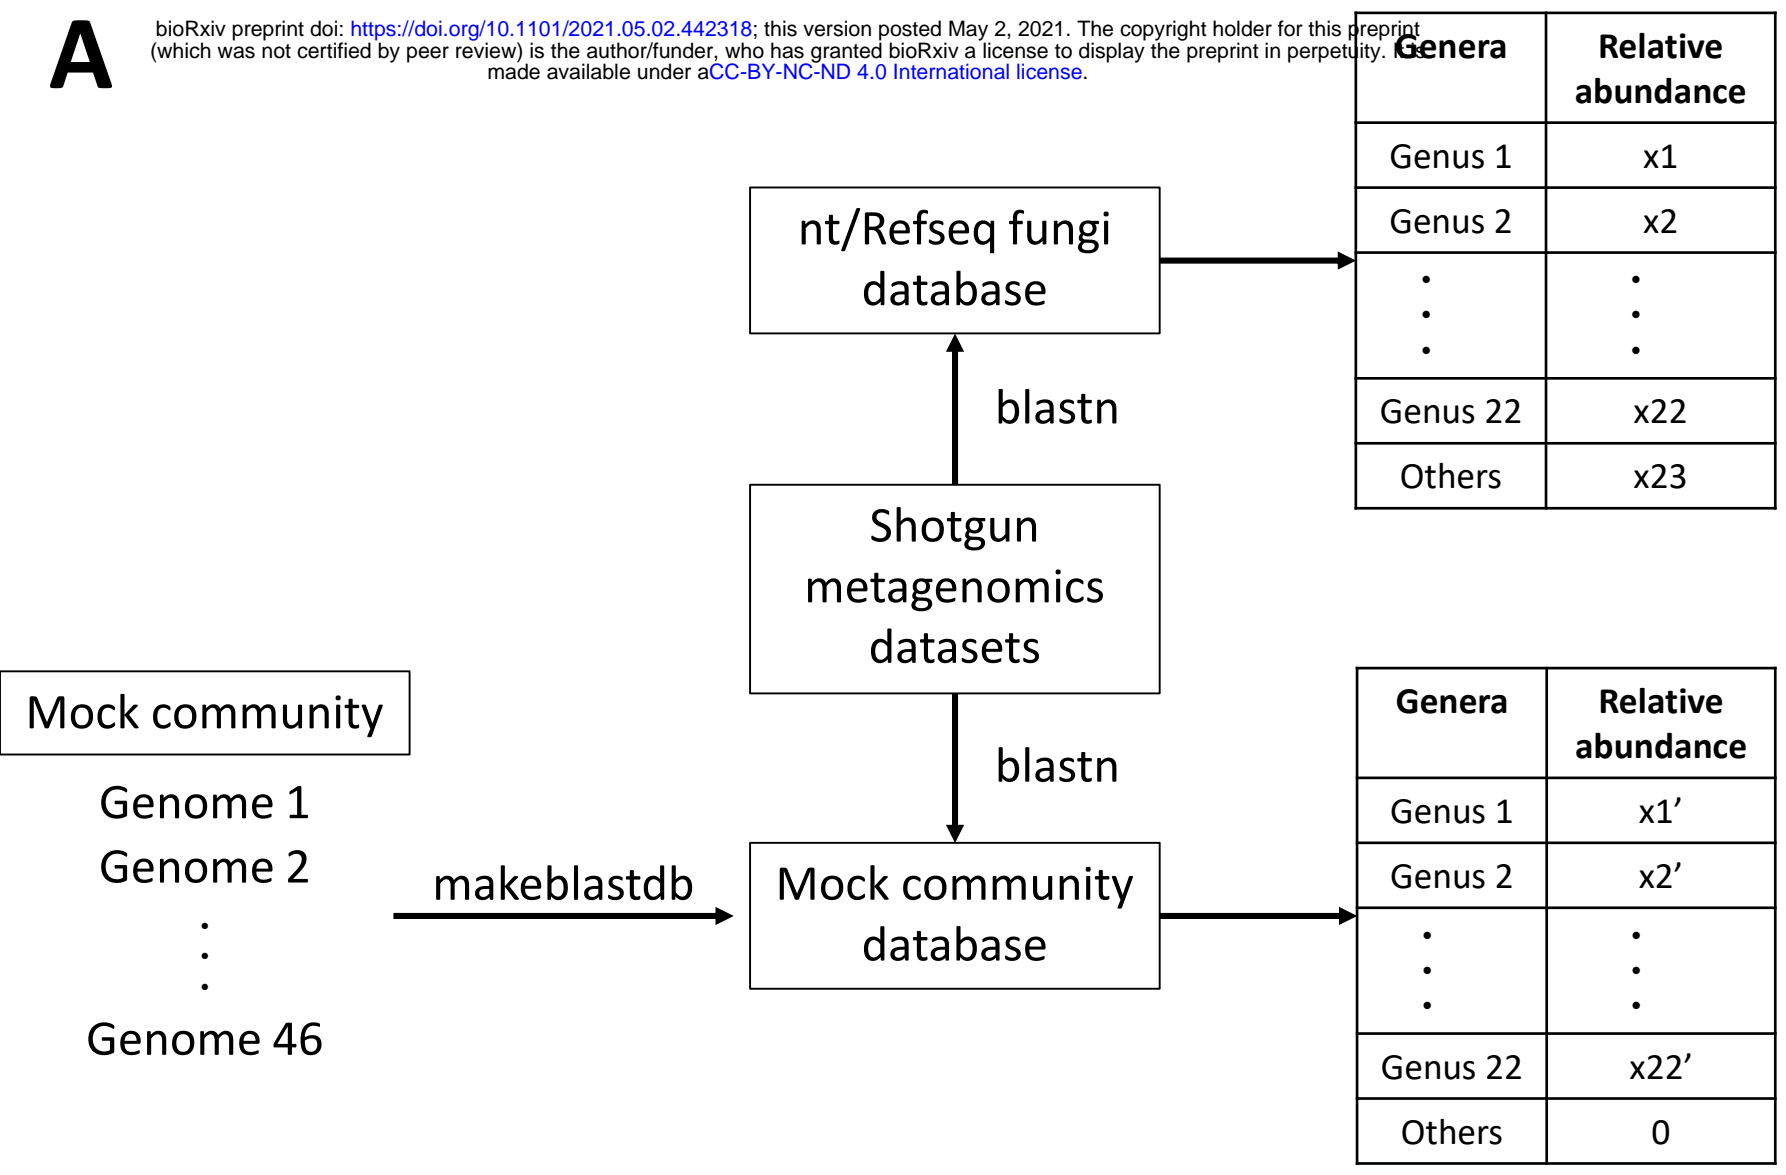 A
bioRxiv preprint doi: https://doi.org/10.1101/2021.05.02.442318; this version posted May 2, 2021. The copyright holder for this preprint
(which was not certified by peer review) is the author/funder, who has granted bioRxiv a license to display the preprint in perpetuity.
made available under aCC-BY-NC-ND 4.0 International license.
Genera Relative abundance
Genus 1 x1
Genus 2 x2
. .
. .
. .
Genus 22 x22
Others x23
nt/Refseq fungi
database
blastn
Shotgun
metagenomics
datasets
blastn
Mock community
Genome 1
Genome 2
.
.
.
Genome 46
makeblastdb
Mock community
database
Genera Relative abundance
Genus 1 x1’
Genus 2 x2’
. .
. .
. .
Genus 22 x22’
Others 0